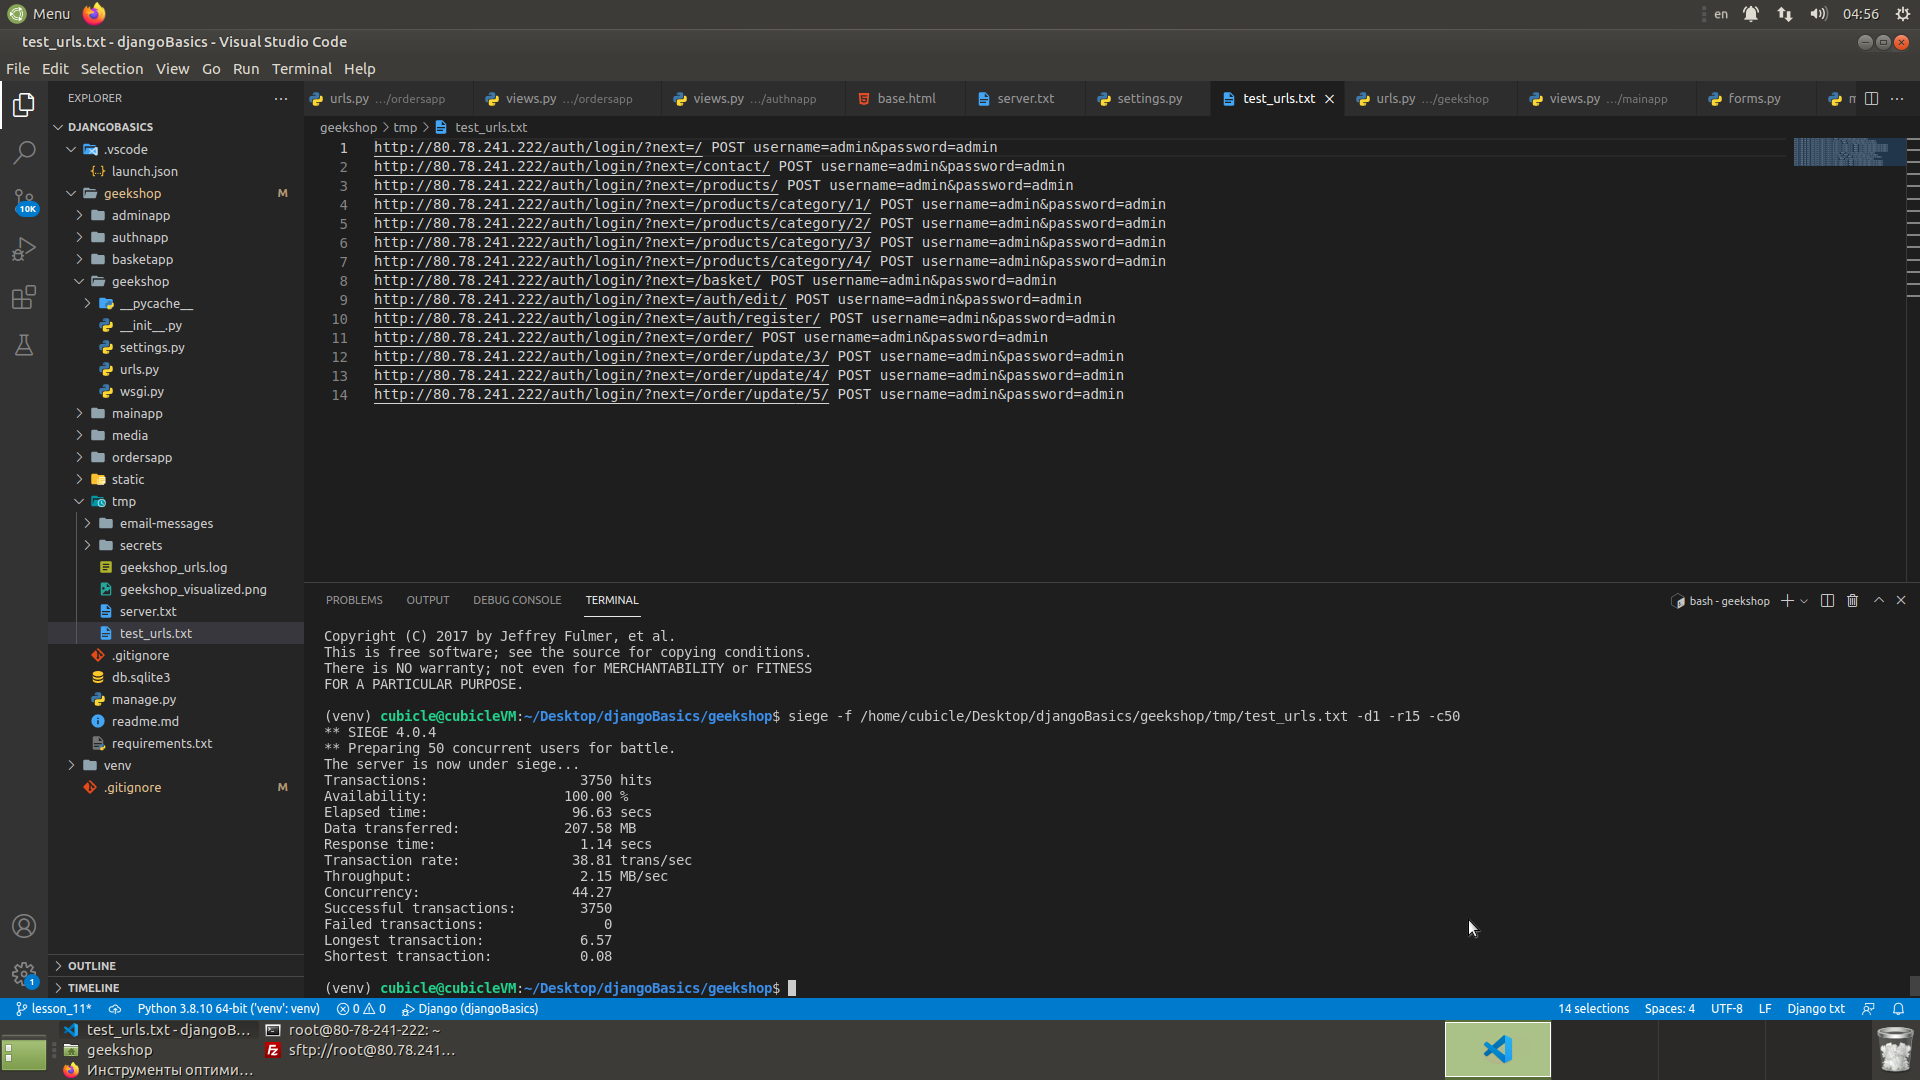 Menu
en
04:56
test_urls.txt - djangoBasics - Visual Studio Code
File Edit Selection View Go Run Terminal Help
EXPLORER
urls.py .../ordersapp
views.py .../ordersapp
views.py .../authnapp
base.html
server.txt
settings.py
test_urls.txt
urls.py .../geekshop
views.py .../mainapp
forms.py
geekshop > tmp > test_urls.txt
DJANGOBASICS
.vscode
launch.json
geekshop M
adminapp
authnapp
basketapp
geekshop
__pycache__
__init__.py
settings.py
urls.py
wsgi.py
mainapp
media
ordersapp
static
tmp
email-messages
secrets
geekshop_urls.log
geekshop_visualized.png
server.txt
test_urls.txt
.gitignore
db.sqlite3
manage.py
readme.md
requirements.txt
venv
.gitignore M
OUTLINE
TIMELINE
10K
1
1 http://80.78.241.222/auth/login/?next=/ POST username=admin&password=admin
2 http://80.78.241.222/auth/login/?next=/contact/ POST username=admin&password=admin
3 http://80.78.241.222/auth/login/?next=/products/ POST username=admin&password=admin
4 http://80.78.241.222/auth/login/?next=/products/category/1/ POST username=admin&password=admin
5 http://80.78.241.222/auth/login/?next=/products/category/2/ POST username=admin&password=admin
6 http://80.78.241.222/auth/login/?next=/products/category/3/ POST username=admin&password=admin
7 http://80.78.241.222/auth/login/?next=/products/category/4/ POST username=admin&password=admin
8 http://80.78.241.222/auth/login/?next=/basket/ POST username=admin&password=admin
9 http://80.78.241.222/auth/login/?next=/auth/edit/ POST username=admin&password=admin
10 http://80.78.241.222/auth/login/?next=/auth/register/ POST username=admin&password=admin
11 http://80.78.241.222/auth/login/?next=/order/ POST username=admin&password=admin
12 http://80.78.241.222/auth/login/?next=/order/update/3/ POST username=admin&password=admin
13 http://80.78.241.222/auth/login/?next=/order/update/4/ POST username=admin&password=admin
14 http://80.78.241.222/auth/login/?next=/order/update/5/ POST username=admin&password=admin
PROBLEMS OUTPUT DEBUG CONSOLE TERMINAL
bash - geekshop
Copyright (C) 2017 by Jeffrey Fulmer, et al.
This is free software; see the source for copying conditions.
There is NO warranty; not even for MERCHANTABILITY or FITNESS
FOR A PARTICULAR PURPOSE.
(venv) cubicle@cubicleVM:~/Desktop/djangoBasics/geekshop$ siege -f /home/cubicle/Desktop/djangoBasics/geekshop/tmp/test_urls.txt -d1 -r15 -c50
** SIEGE 4.0.4
** Preparing 50 concurrent users for battle.
The server is now under siege...
Transactions: 3750 hits
Availability: 100.00 %
Elapsed time: 96.63 secs
Data transferred: 207.58 MB
Response time: 1.14 secs
Transaction rate: 38.81 trans/sec
Throughput: 2.15 MB/sec
Concurrency: 44.27
Successful transactions: 3750
Failed transactions: 0
Longest transaction: 6.57
Shortest transaction: 0.08
(venv) cubicle@cubicleVM:~/Desktop/djangoBasics/geekshop$
lesson_11* Python 3.8.10 64-bit ('venv': venv) 0 0 Django (djangoBasics) 14 selections Spaces: 4 UTF-8 LF Django txt
test_urls.txt - djangoB...
root@80-78-241-222: ~
geekshop
sftp://root@80.78.241...
Инструменты оптими...